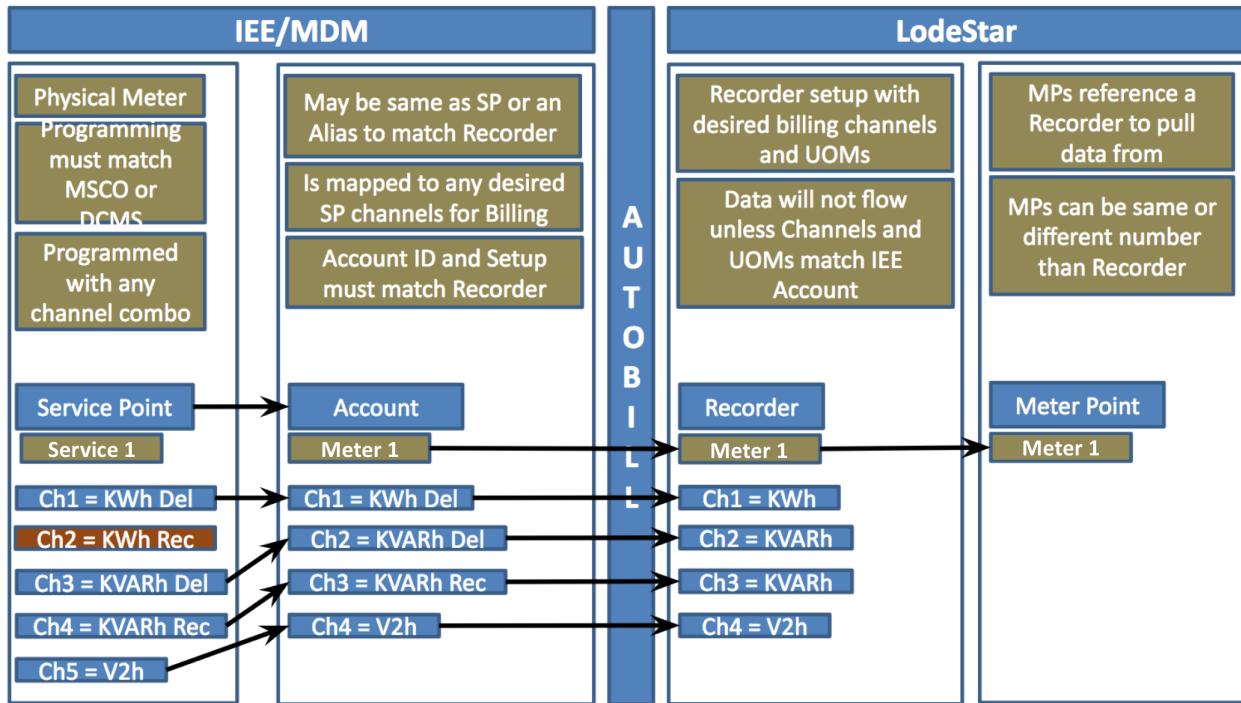 IEE/MDM
LodeStar
A
U
T
O
B
I
L
L
Physical Meter
Programming
must match
MSCO or
DCMS
Programmed
with any
channel combo
May be same as SP or an
Alias to match Recorder
Is mapped to any desired
SP channels for Billing
Account ID and Setup
must match Recorder
Recorder setup with
desired billing channels
and UOMs
Data will not flow
unless Channels and
UOMs match IEE
Account
MPs reference a
Recorder to pull
data from
MPs can be same or
different number
than Recorder
Service Point
Account
Recorder
Meter Point
Service 1
Meter 1
Meter 1
Meter 1
Ch1 = KWh Del
Ch1 = KWh Del
Ch1 = KWh
Ch2 = KWh Rec
Ch2 = KVARh Del
Ch2 = KVARh
Ch3 = KVARh Del
Ch3 = KVARh Rec
Ch3 = KVARh
Ch4 = KVARh Rec
Ch4 = V2h
Ch4 = V2h
Ch5 = V2h